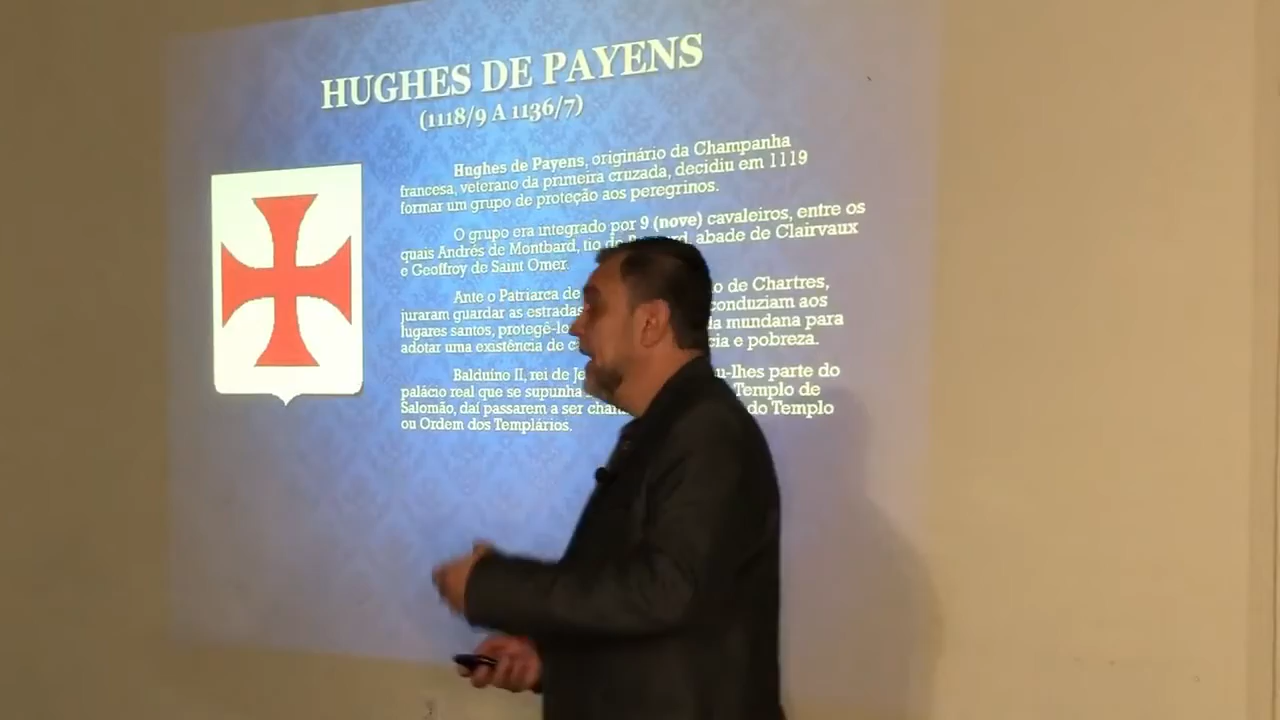 HUGHES DE PAYENS
(1118/9 A 1136/7)
Hughes de Payens, originário da Champanha
francesa, veterano da primeira cruzada, decidiu em 1119
formar um grupo de proteção aos peregrinos.
O grupo era integrado por 9 (nove) cavaleiros, entre os
quais Andrés de Montbard, tio abade de Clairvaux
e Geoffroy de Saint Omer.
Ante o Patriarca de o de Chartres,
juraram guardar as estradas conduziam aos
lugares santos, mundana para
adotar uma existência de e pobreza.
Balduíno II, rei de parte do
palácio real que se supunha Templo de
Salomão, daí passarem a ser do Templo
ou Ordem dos Templários.